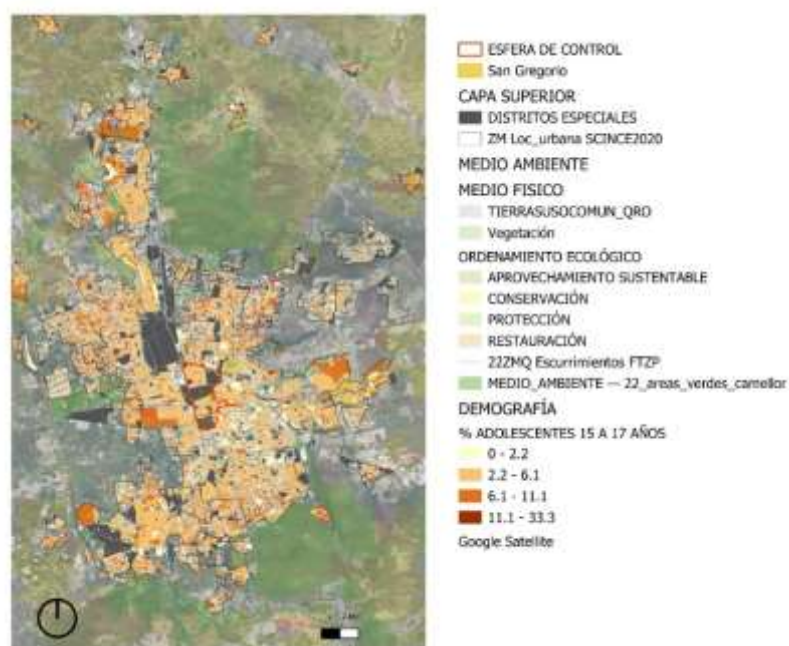 ESFERA DE CONTROL
San Gregorio
CAPA SUPERIOR
DISTRITOS ESPECIALES
ZM Loc_urbana SCINCE2020
MEDIO AMBIENTE
MEDIO FISICO
TIERRASUSOCOMUN_QRO
Vegetación
ORDENAMIENTO ECOLÓGICO
APROVECHAMIENTO SUSTENTABLE
CONSERVACIÓN
PROTECCIÓN
RESTAURACIÓN
22ZMQ Escurrimientos FTZP
MEDIO_AMBIENTE — 22_areas_verdes_camellor
DEMOGRAFÍA
% ADOLESCENTES 15 A 17 AÑOS
0 - 2.2
2.2 - 6.1
6.1 - 11.1
11.1 - 33.3
Google Satellite